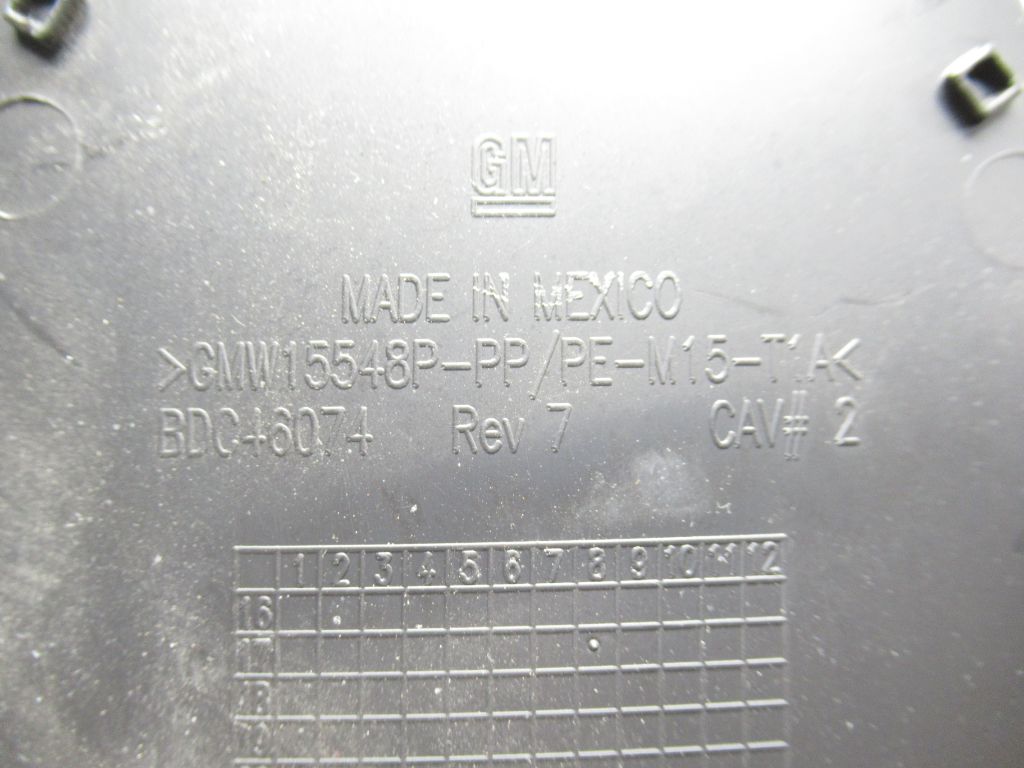 GM
MADE IN MEXICO
>GMW15548P-PP/PE-M15-T1A<
BDC46074 Rev 7 CAV# 2
1 2 3 4 5 6 7 8 9 10 11 12
16
17
18
19